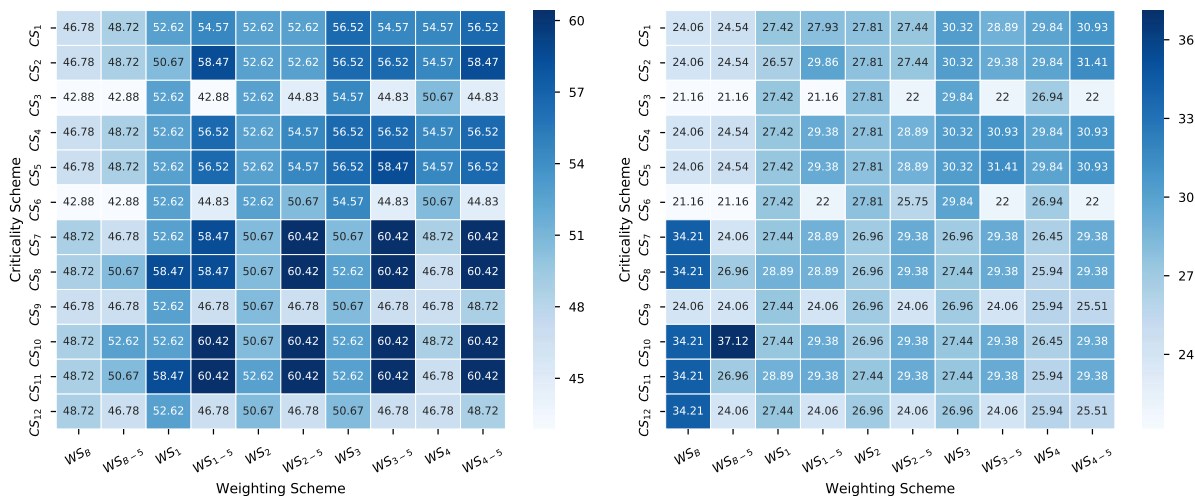 CS1 46.78 48.72 52.62 54.57 52.62 52.62 56.52 54.57 54.57 56.52
CS2 46.78 48.72 50.67 58.47 52.62 52.62 56.52 56.52 54.57 58.47
CS3 42.88 42.88 52.62 42.88 52.62 44.83 54.57 44.83 50.67 44.83
CS4 46.78 48.72 52.62 56.52 52.62 54.57 56.52 56.52 54.57 56.52
CS5 46.78 48.72 52.62 56.52 52.62 54.57 56.52 58.47 54.57 56.52
CS6 42.88 42.88 52.62 44.83 52.62 50.67 54.57 44.83 50.67 44.83
CS7 48.72 46.78 52.62 58.47 50.67 60.42 50.67 60.42 48.72 60.42
CS8 48.72 50.67 58.47 58.47 50.67 60.42 52.62 60.42 46.78 60.42
CS9 46.78 46.78 52.62 46.78 50.67 46.78 50.67 46.78 46.78 48.72
CS10 48.72 52.62 52.62 60.42 50.67 60.42 52.62 60.42 48.72 60.42
CS11 48.72 50.67 58.47 60.42 52.62 60.42 52.62 60.42 46.78 60.42
CS12 48.72 46.78 52.62 46.78 50.67 46.78 50.67 46.78 46.78 48.72
WSB WSB−5 WS1 WS1−5 WS2 WS2−5 WS3 WS3−5 WS4 WS4−5
Weighting Scheme
Criticality Scheme
60
57
54
51
48
45
CS1 24.06 24.54 27.42 27.93 27.81 27.44 30.32 28.89 29.84 30.93
CS2 24.06 24.54 26.57 29.86 27.81 27.44 30.32 29.38 29.84 31.41
CS3 21.16 21.16 27.42 21.16 27.81 22 29.84 22 26.94 22
CS4 24.06 24.54 27.42 29.38 27.81 28.89 30.32 30.93 29.84 30.93
CS5 24.06 24.54 27.42 29.38 27.81 28.89 30.32 31.41 29.84 30.93
CS6 21.16 21.16 27.42 22 27.81 25.75 29.84 22 26.94 22
CS7 34.21 24.06 27.44 28.89 26.96 29.38 26.96 29.38 26.45 29.38
CS8 34.21 26.96 28.89 28.89 26.96 29.38 27.44 29.38 25.94 29.38
CS9 24.06 24.06 27.44 24.06 26.96 24.06 26.96 24.06 25.94 25.51
CS10 34.21 37.12 27.44 29.38 26.96 29.38 27.44 29.38 26.45 29.38
CS11 34.21 26.96 28.89 29.38 27.44 29.38 27.44 29.38 25.94 29.38
CS12 34.21 24.06 27.44 24.06 26.96 24.06 26.96 24.06 25.94 25.51
WSB WSB−5 WS1 WS1−5 WS2 WS2−5 WS3 WS3−5 WS4 WS4−5
Weighting Scheme
Criticality Scheme
36
33
30
27
24